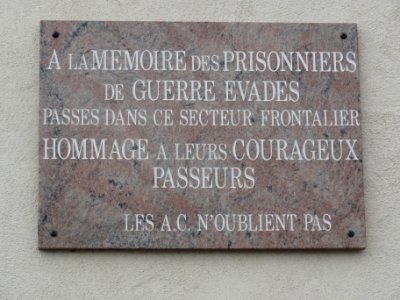 A LA MEMOIRE DES PRISONNIERS
DE GUERRE EVADES
PASSES DANS CE SECTEUR FRONTALIER
HOMMAGE A LEURS COURAGEUX
PASSEURS
LES A.C. N'OUBLIENT PAS